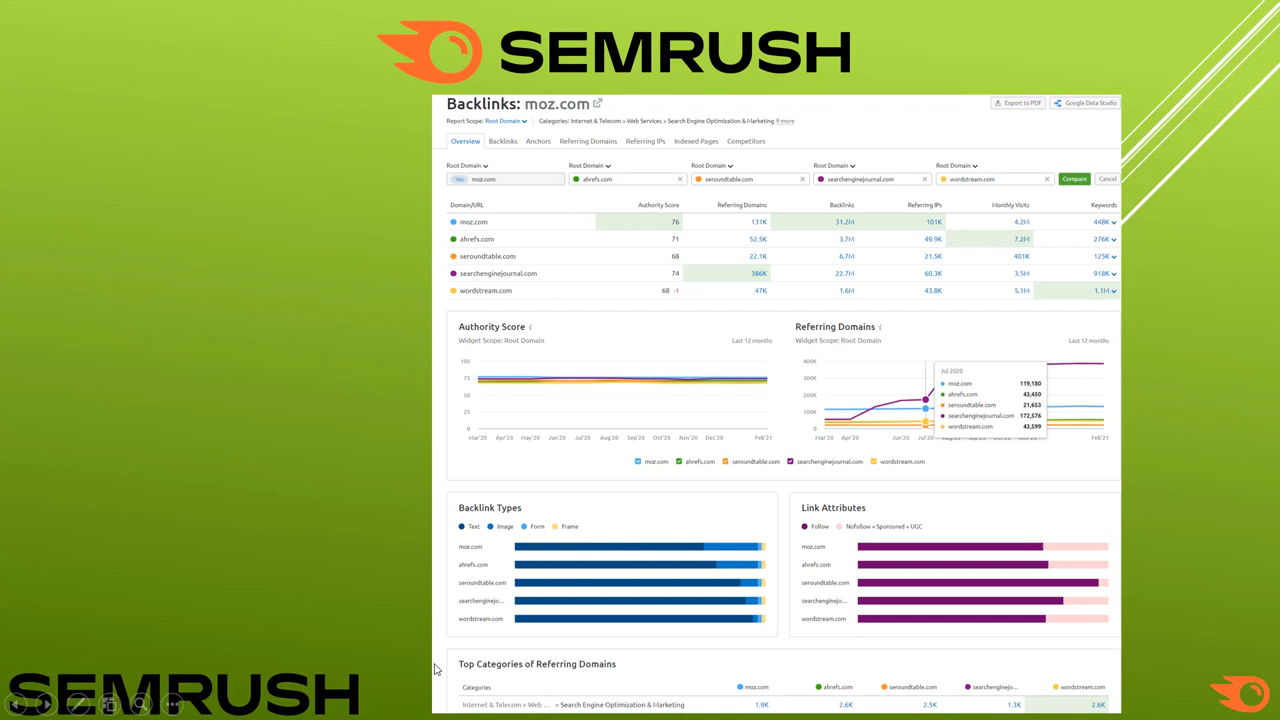 SEMRUSH
Backlinks: moz.com
Export to PDF
Google Data Studio
Report Scope: Root Domain
Categories: Internet & Telecom > Web Services > Search Engine Optimization & Marketing 9 more
Overview Backlinks Anchors Referring Domains Referring IPs Indexed Pages Competitors
Root Domain Root Domain Root Domain Root Domain Root Domain
You moz.com ahrefs.com seroundtable.com searchenginejournal.com wordstream.com Compare Cancel
Domain/URL Authority Score Referring Domains Backlinks Referring IPs Monthly Visits Keywords
moz.com 76 131K 31.2M 101K 4.2M 448K
ahrefs.com 71 52.5K 3.7M 49.9K 7.2M 276K
seroundtable.com 68 22.1K 6.7M 21.5K 401K 125K
searchenginejournal.com 74 386K 22.7M 60.3K 3.5M 918K
wordstream.com 68 -1 47K 1.6M 43.8K 5.1M 1.1M
Authority Score
Widget Scope: Root Domain
Last 12 months
100
75
50
25
0
Mar'20 Apr'20 May'20 Jun'20 Jul'20 Aug'20 Sep'20 Oct'20 Nov'20 Dec'20 Feb'21
Referring Domains
Widget Scope: Root Domain
Last 12 months
400K
300K
200K
100K
0
Mar'20 Apr'20 Jun'20 Jul'20 Feb'21
Jul 2020
moz.com 119,180
ahrefs.com 43,450
seroundtable.com 21,653
searchenginejournal.com 172,576
wordstream.com 43,599
moz.com ahrefs.com seroundtable.com searchenginejournal.com wordstream.com
Backlink Types
Text Image Form Frame
moz.com
ahrefs.com
seroundtable.com
searchenginejo...
wordstream.com
Link Attributes
Follow Nofollow + Sponsored + UGC
moz.com
ahrefs.com
seroundtable.com
searchenginejo...
wordstream.com
Top Categories of Referring Domains
Categories moz.com ahrefs.com seroundtable.com searchenginejo... wordstream.com
Internet & Telecom > Web ... > Search Engine Optimization & Marketing 1.9K 2.6K 2.5K 1.3K 2.6K
SEMRUSH